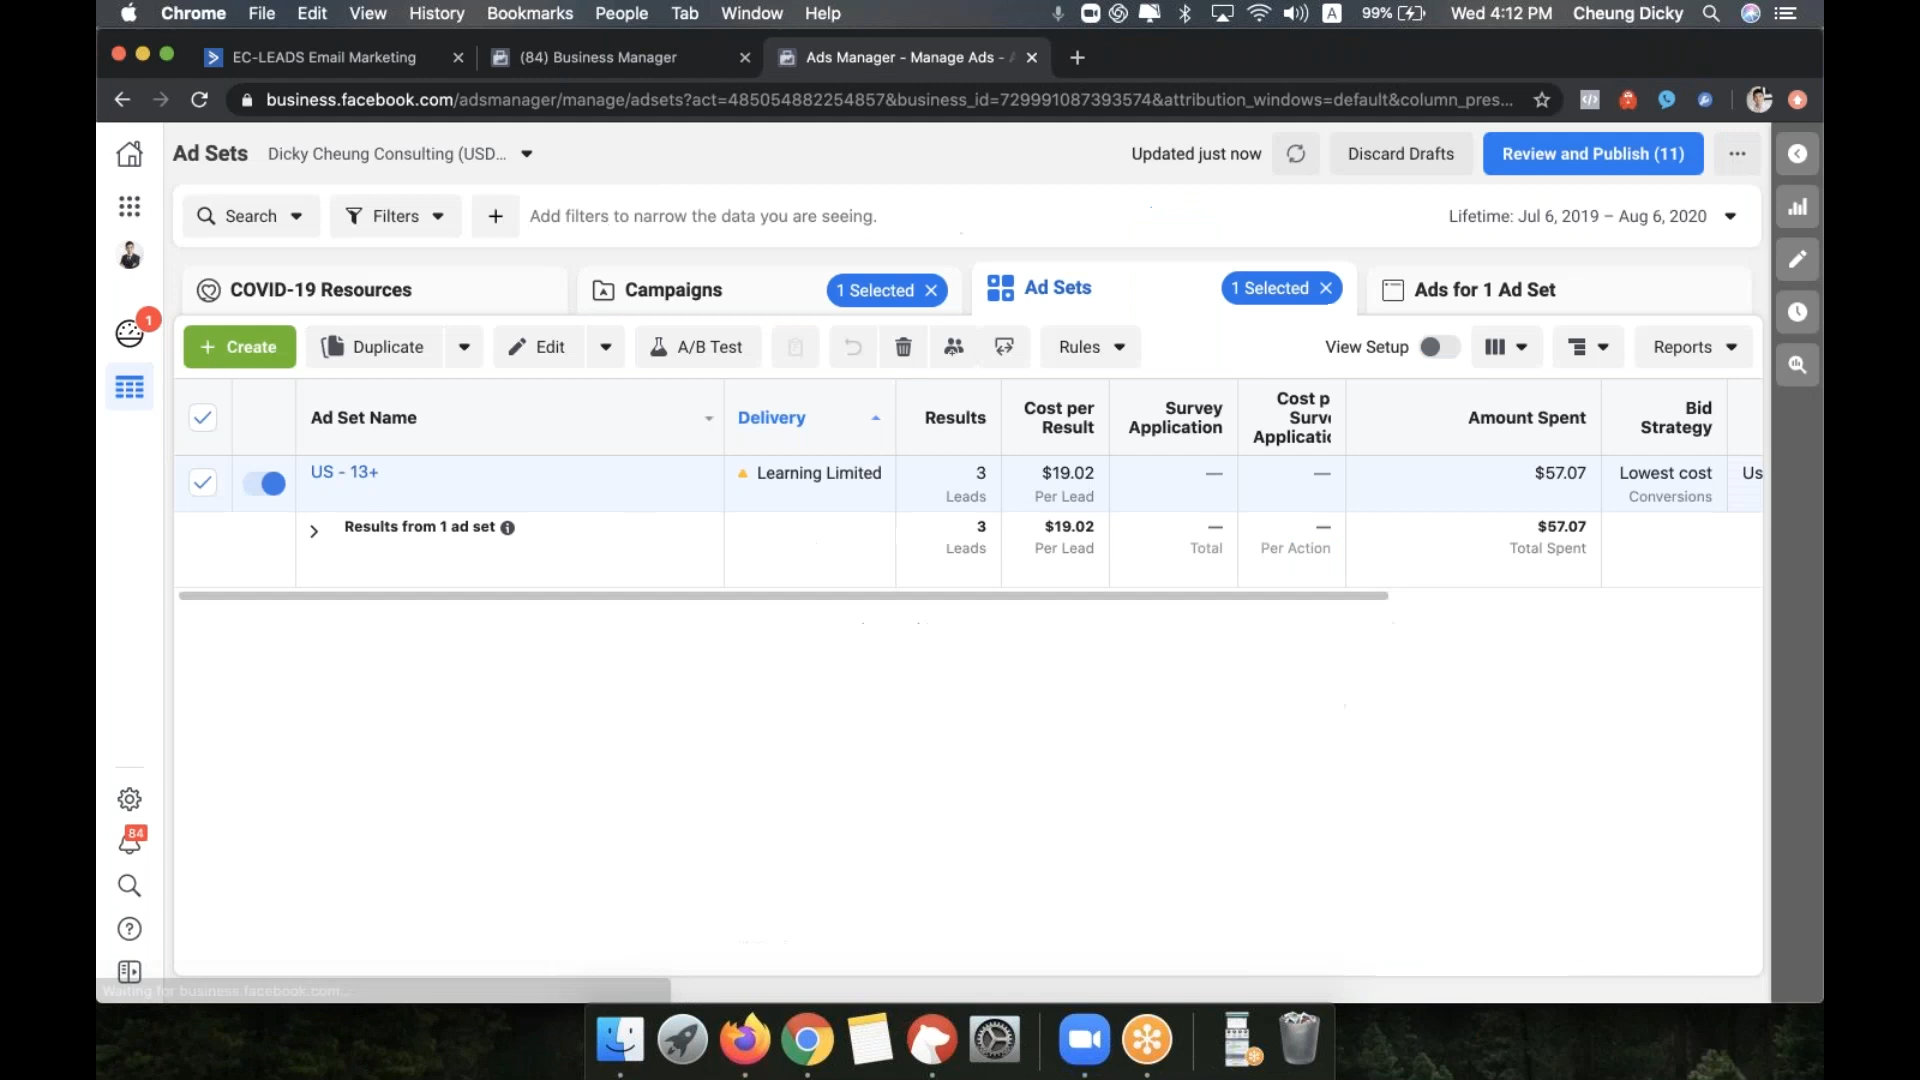 Chrome File Edit View History Bookmarks People Tab Window Help A 99% Wed 4:12 PM Cheung Dicky
EC-LEADS Email Marketing (84) Business Manager Ads Manager - Manage Ads -
business.facebook.com/adsmanager/manage/adsets?act=485054882254857&business_id=729991087393574&attribution_windows=default&column_pres...
Ad Sets Dicky Cheung Consulting (USD... Updated just now Discard Drafts Review and Publish (11)
Search Filters Add filters to narrow the data you are seeing. Lifetime: Jul 6, 2019 – Aug 6, 2020
COVID-19 Resources Campaigns 1 Selected Ad Sets 1 Selected Ads for 1 Ad Set
1
+ Create Duplicate Edit A/B Test Rules View Setup Reports
Ad Set Name Delivery Results Cost per Result Survey Application Cost p Surv Applicati Amount Spent Bid Strategy
US - 13+ Learning Limited 3 $19.02 — — $57.07 Lowest cost Us
Leads Per Lead Conversions
Results from 1 ad set 3 $19.02 — — $57.07
Leads Per Lead Total Per Action Total Spent
84
Waiting for business.facebook.com...